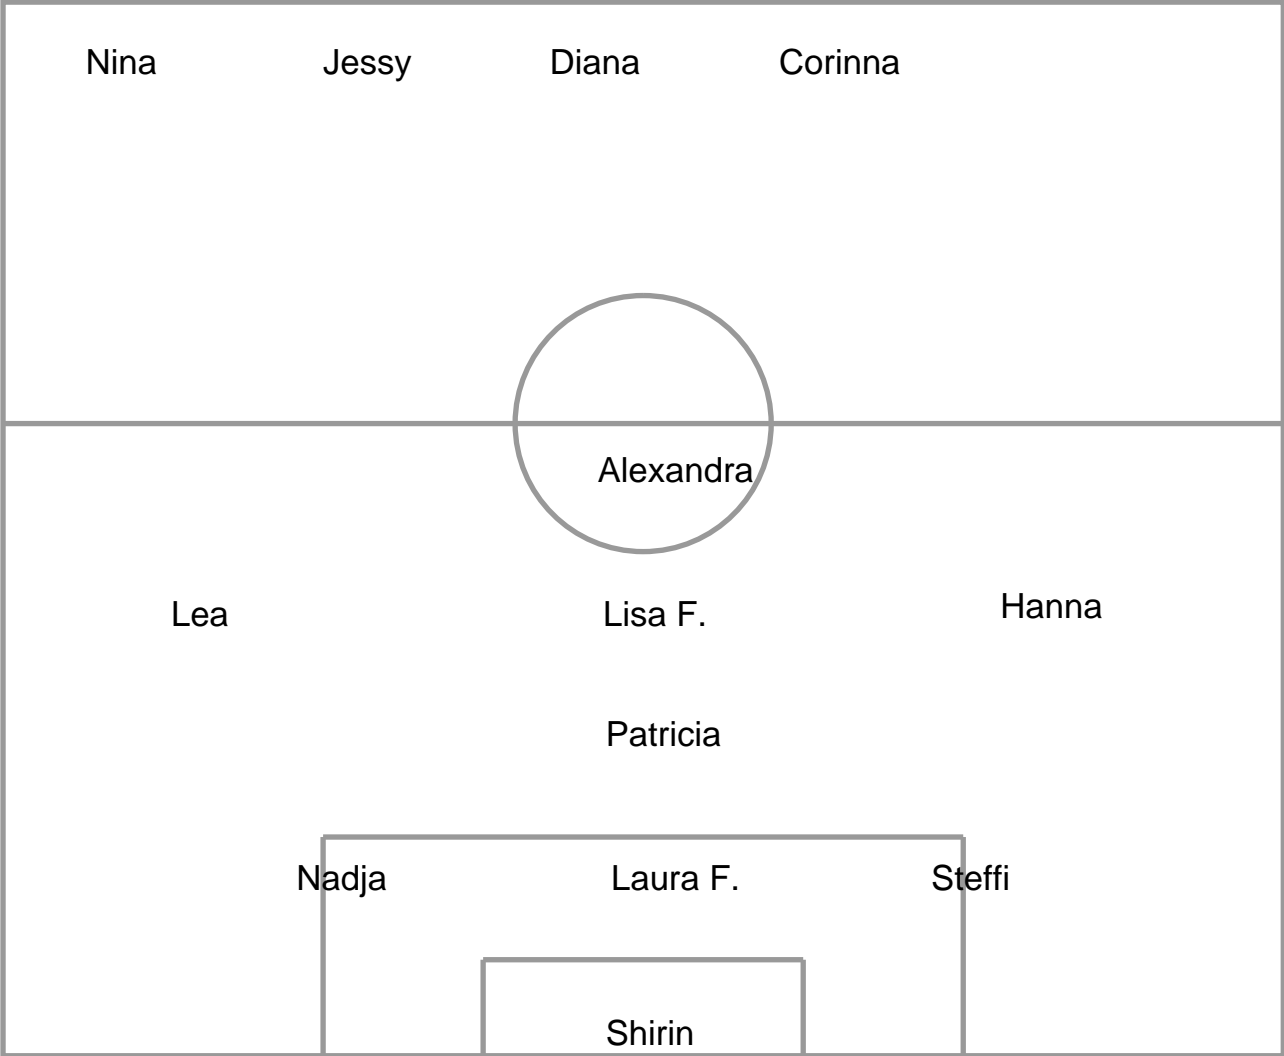 Nina Jessy Diana Corinna
Alexandra
Lea Lisa F. Hanna
Patricia
Nadja Laura F. Steffi
Shirin